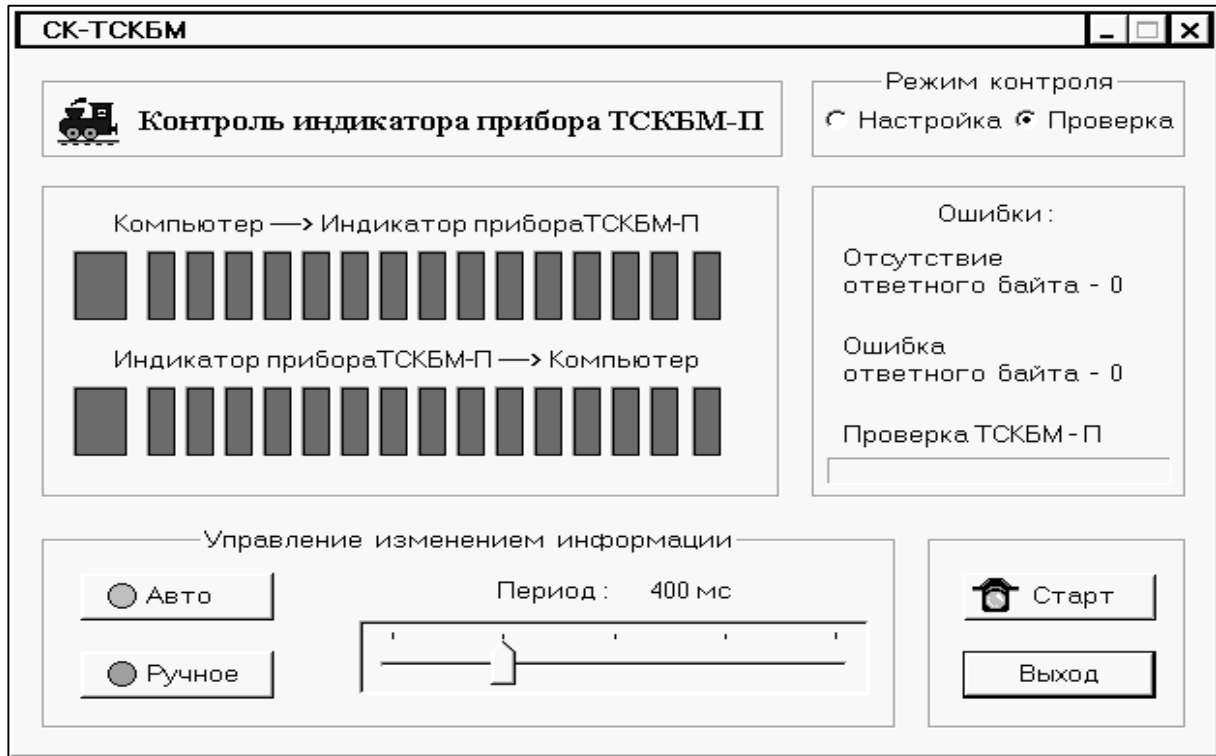 СК-ТСКБМ
Контроль индикатора прибора ТСКБМ-П
Режим контроля
Настройка Проверка
Компьютер —> Индикатор прибораТСКБМ-П
Индикатор прибораТСКБМ-П —> Компьютер
Ошибки :
Отсутствие
ответного байта - 0
Ошибка
ответного байта - 0
Проверка ТСКБМ - П
Управление изменением информации
Авто
Период : 400 мс
Ручное
Старт
Выход